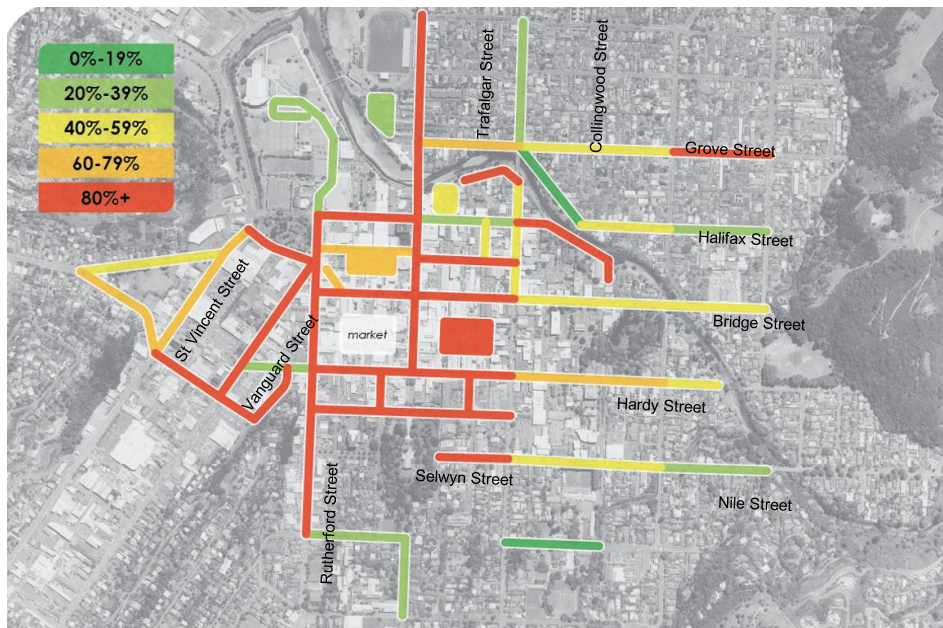 0%-19%
20%-39%
40%-59%
60-79%
80%+
Trafalgar Street
Collingwood Street
Grove Street
Halifax Street
St Vincent Street
Bridge Street
market
Vanguard Street
Hardy Street
Selwyn Street
Rutherford Street
Nile Street